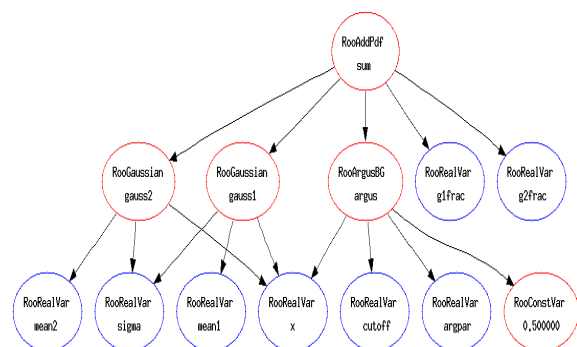 RooAddPdf
sum
RooGaussian
gauss2
RooGaussian
gauss1
RooArgusBG
argus
RooRealVar
g1frac
RooRealVar
g2frac
RooRealVar
mean2
RooRealVar
sigma
RooRealVar
mean1
RooRealVar
x
RooRealVar
cutoff
RooRealVar
argpar
RooConstVar
0.500000